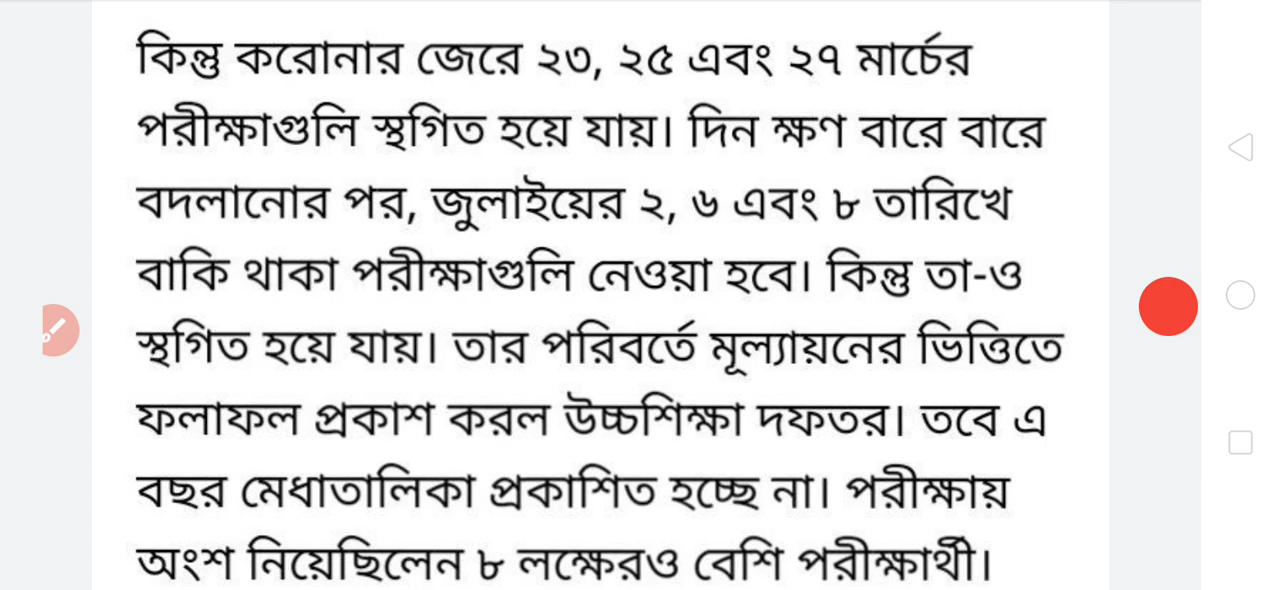 কিন্তু করোনার জেরে ২৩, ২৫ এবং ২৭ মার্চের
পরীক্ষাগুলি স্থগিত হয়ে যায়। দিন ক্ষণ বারে বারে
বদলানোর পর, জুলাইয়ের ২, ৬ এবং ৮ তারিখে
বাকি থাকা পরীক্ষাগুলি নেওয়া হবে। কিন্তু তা-ও
স্থগিত হয়ে যায়। তার পরিবর্তে মূল্যায়নের ভিত্তিতে
ফলাফল প্রকাশ করল উচ্চশিক্ষা দফতর। তবে এ
বছর মেধাতালিকা প্রকাশিত হচ্ছে না। পরীক্ষায়
অংশ নিয়েছিলেন ৮ লক্ষেরও বেশি পরীক্ষার্থী।